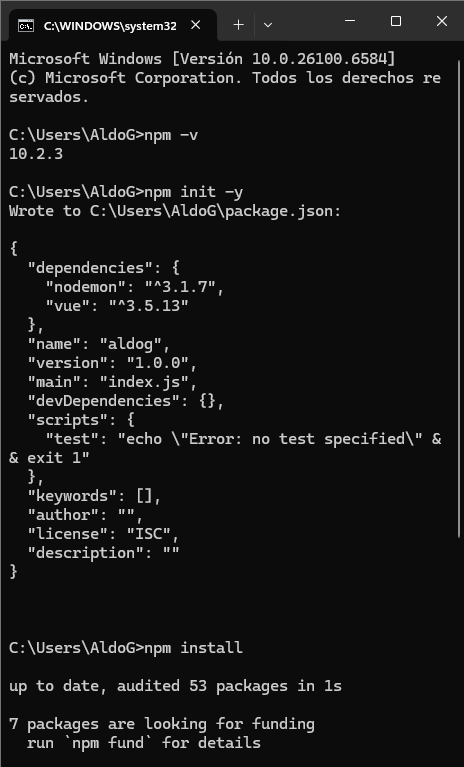 C:\WINDOWS\system32
Microsoft Windows [Versión 10.0.26100.6584]
(c) Microsoft Corporation. Todos los derechos re
servados.
C:\Users\AldoG>npm -v
10.2.3
C:\Users\AldoG>npm init -y
Wrote to C:\Users\AldoG\package.json:
{
  "dependencies": {
    "nodemon": "^3.1.7",
    "vue": "^3.5.13"
  },
  "name": "aldog",
  "version": "1.0.0",
  "main": "index.js",
  "devDependencies": {},
  "scripts": {
    "test": "echo \"Error: no test specified\" &
& exit 1"
  },
  "keywords": [],
  "author": "",
  "license": "ISC",
  "description": ""
}
C:\Users\AldoG>npm install
up to date, audited 53 packages in 1s
7 packages are looking for funding
  run `npm fund` for details